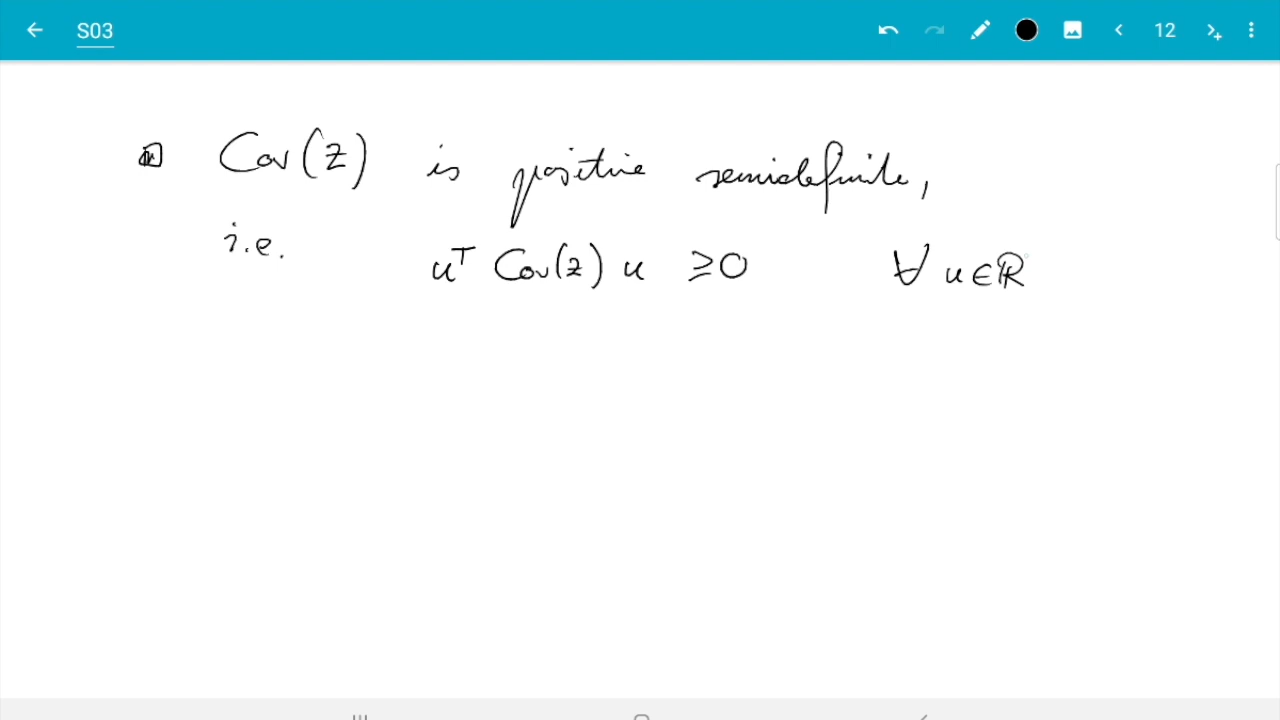 S03
12
Cov(Z) is positive semidefinite,
i.e. u^T Cov(Z) u ≥0 ∀ u∈ℝ